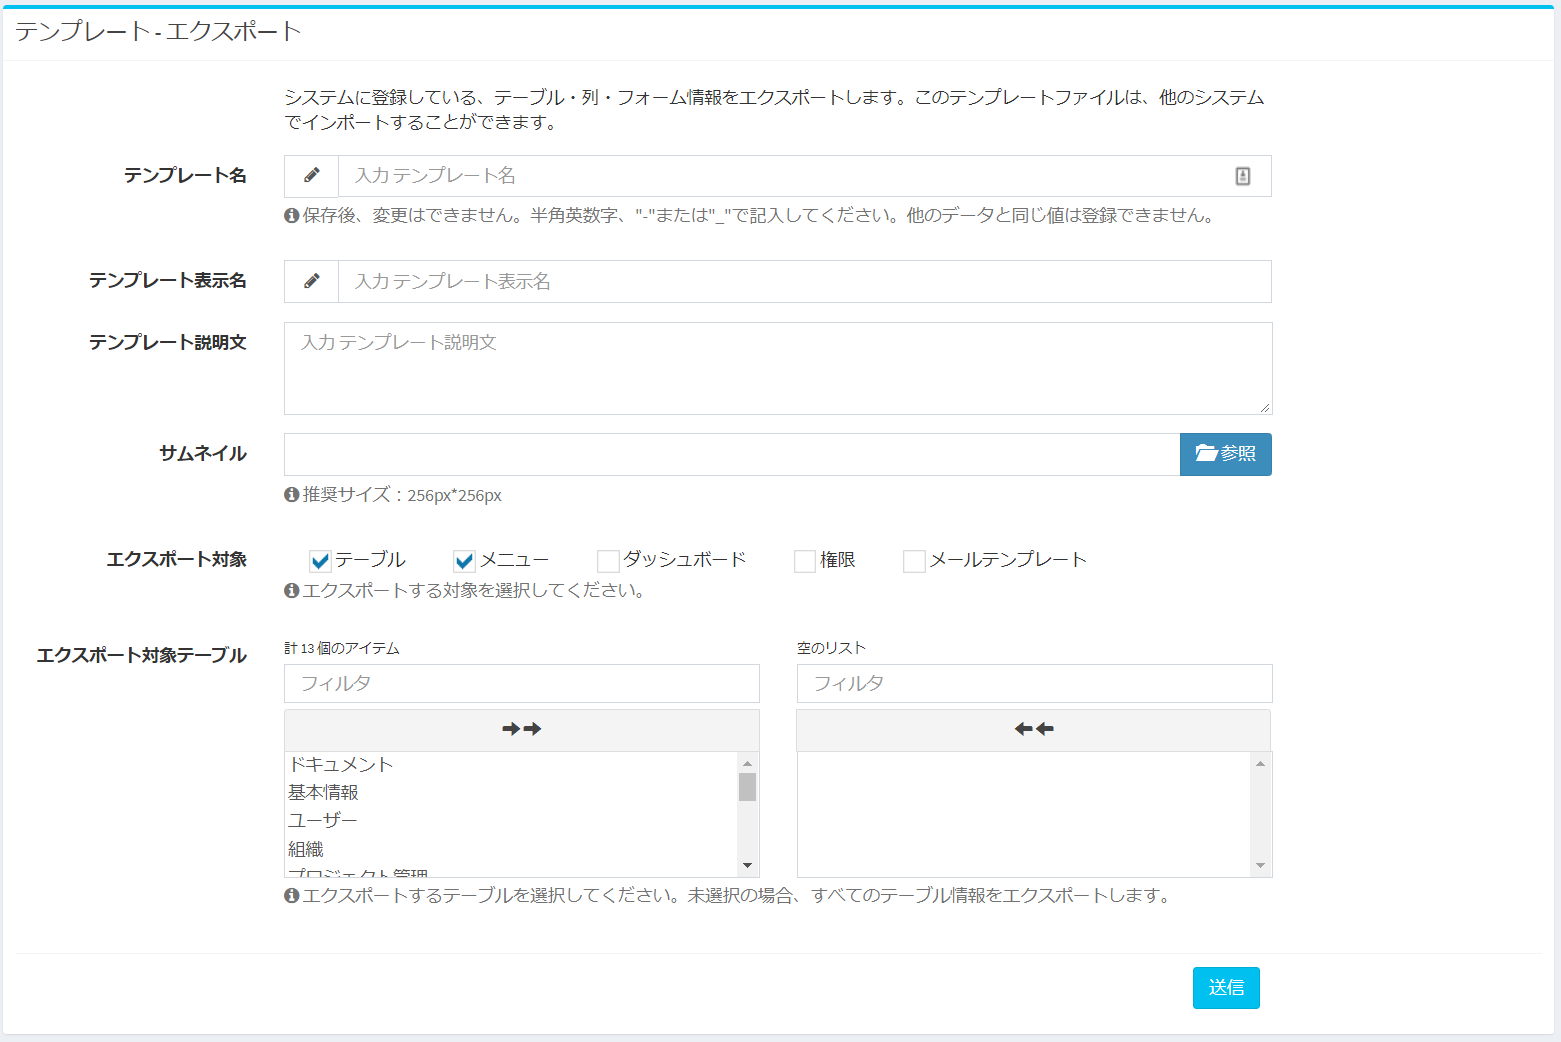 テンプレート - エクスポート
システムに登録している、テーブル・列・フォーム情報をエクスポートします。このテンプレートファイルは、他のシステム
でインポートすることができます。
テンプレート名
入力 テンプレート名
保存後、変更はできません。半角英数字、"-"または"_"で記入してください。他のデータと同じ値は登録できません。
テンプレート表示名
入力 テンプレート表示名
テンプレート説明文
入力 テンプレート説明文
サムネイル
参照
推奨サイズ：256px*256px
エクスポート対象
テーブル
メニュー
ダッシュボード
権限
メールテンプレート
エクスポートする対象を選択してください。
エクスポート対象テーブル
計 13 個のアイテム
フィルタ
ドキュメント
基本情報
ユーザー
組織
プロジェクト管理
空のリスト
フィルタ
エクスポートするテーブルを選択してください。未選択の場合、すべてのテーブル情報をエクスポートします。
送信